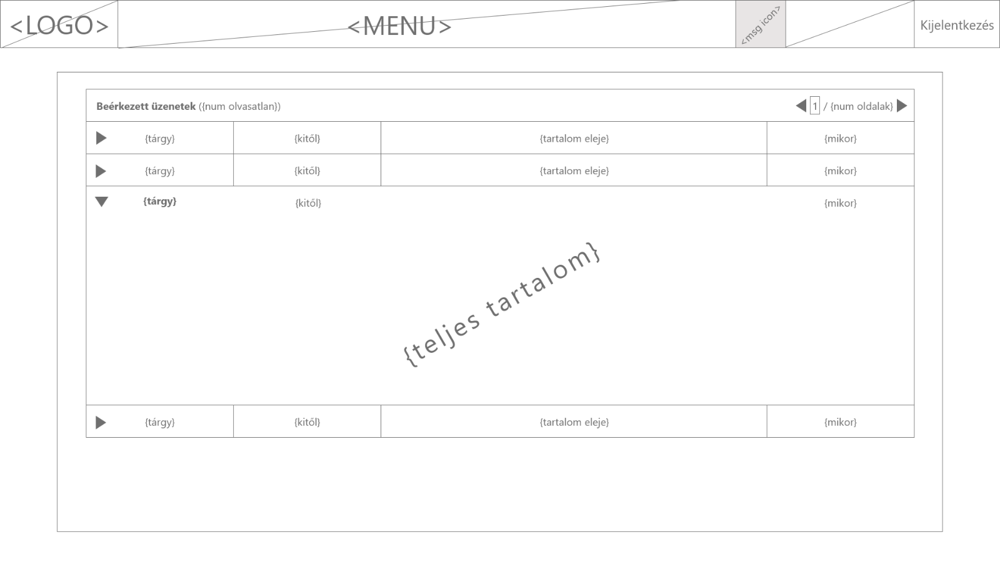 <LOGO>
<MENU>
<msg icon>
Kijelentkezés
Beérkezett üzenetek ({num olvasatlan})
1 / {num oldalak}
{tárgy} {kitől} {tartalom eleje} {mikor}
{tárgy} {kitől} {tartalom eleje} {mikor}
{tárgy} {kitől} {mikor}
{teljes tartalom}
{tárgy} {kitől} {tartalom eleje} {mikor}